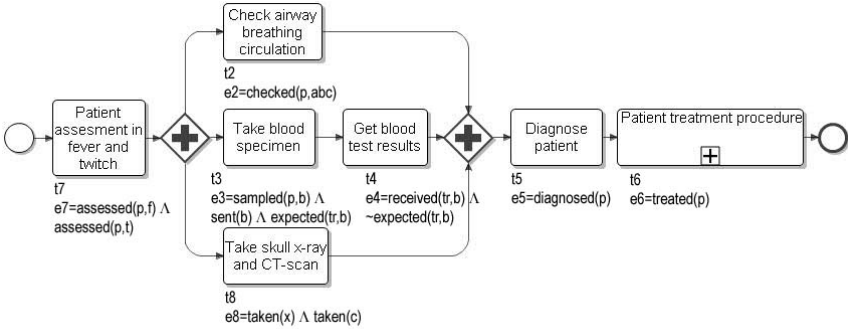 Check airway
breathing
circulation
t2
e2=checked(p,abc)
Patient
assesment in
fever and
twitch
t7
e7=assessed(p,f) Λ
assessed(p,t)
Take blood
specimen
t3
e3=sampled(p,b) Λ
sent(b) Λ expected(tr,b)
Get blood
test results
t4
e4=received(tr,b) Λ
~expected(tr,b)
Diagnose
patient
t5
e5=diagnosed(p)
Patient treatment procedure
t6
e6=treated(p)
Take skull x-ray
and CT-scan
t8
e8=taken(x) Λ taken(c)